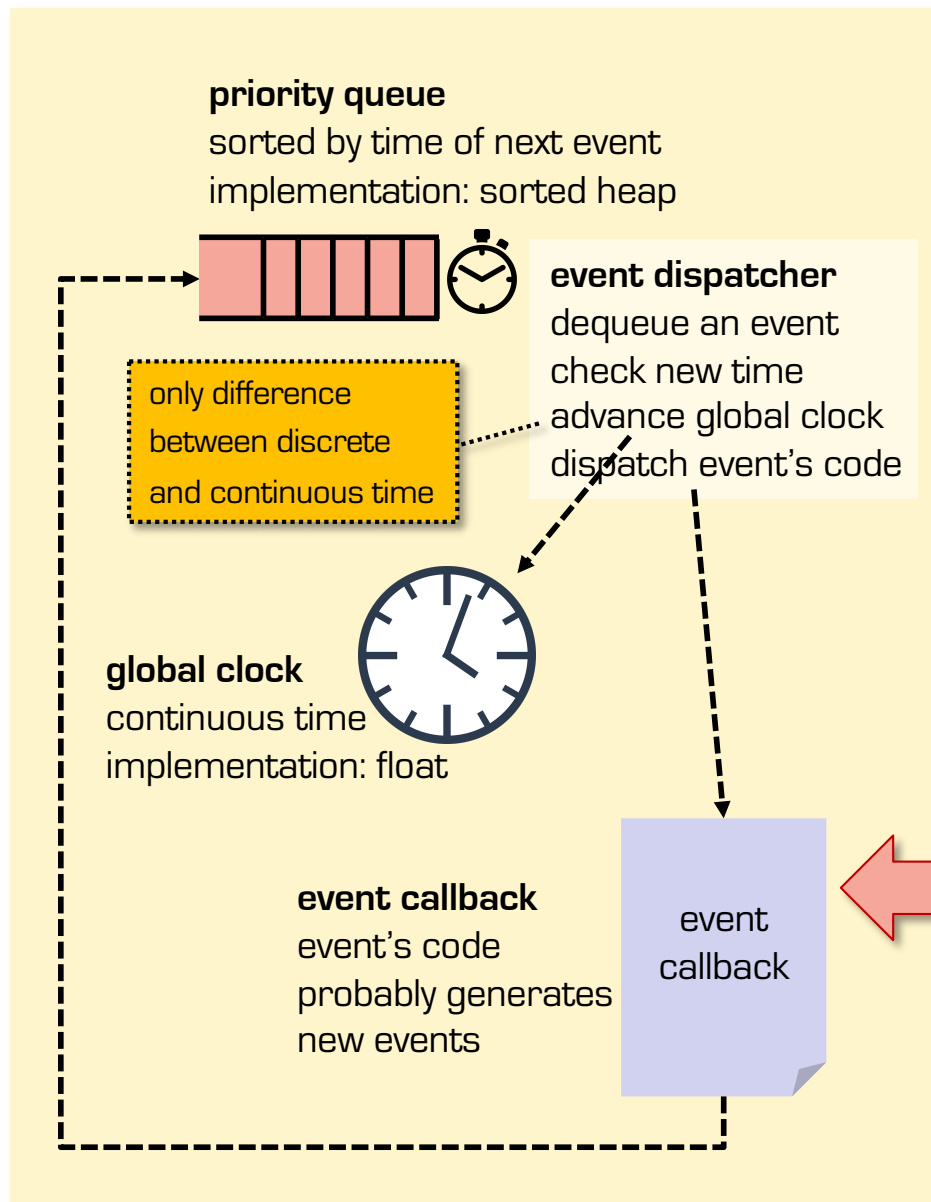 priority queue
sorted by time of next event
implementation: sorted heap
event dispatcher
dequeue an event
check new time
advance global clock
dispatch event's code
only difference
between discrete
and continuous time
global clock
continuous time
implementation: float
event callback
event's code
probably generates
new events
event
callback